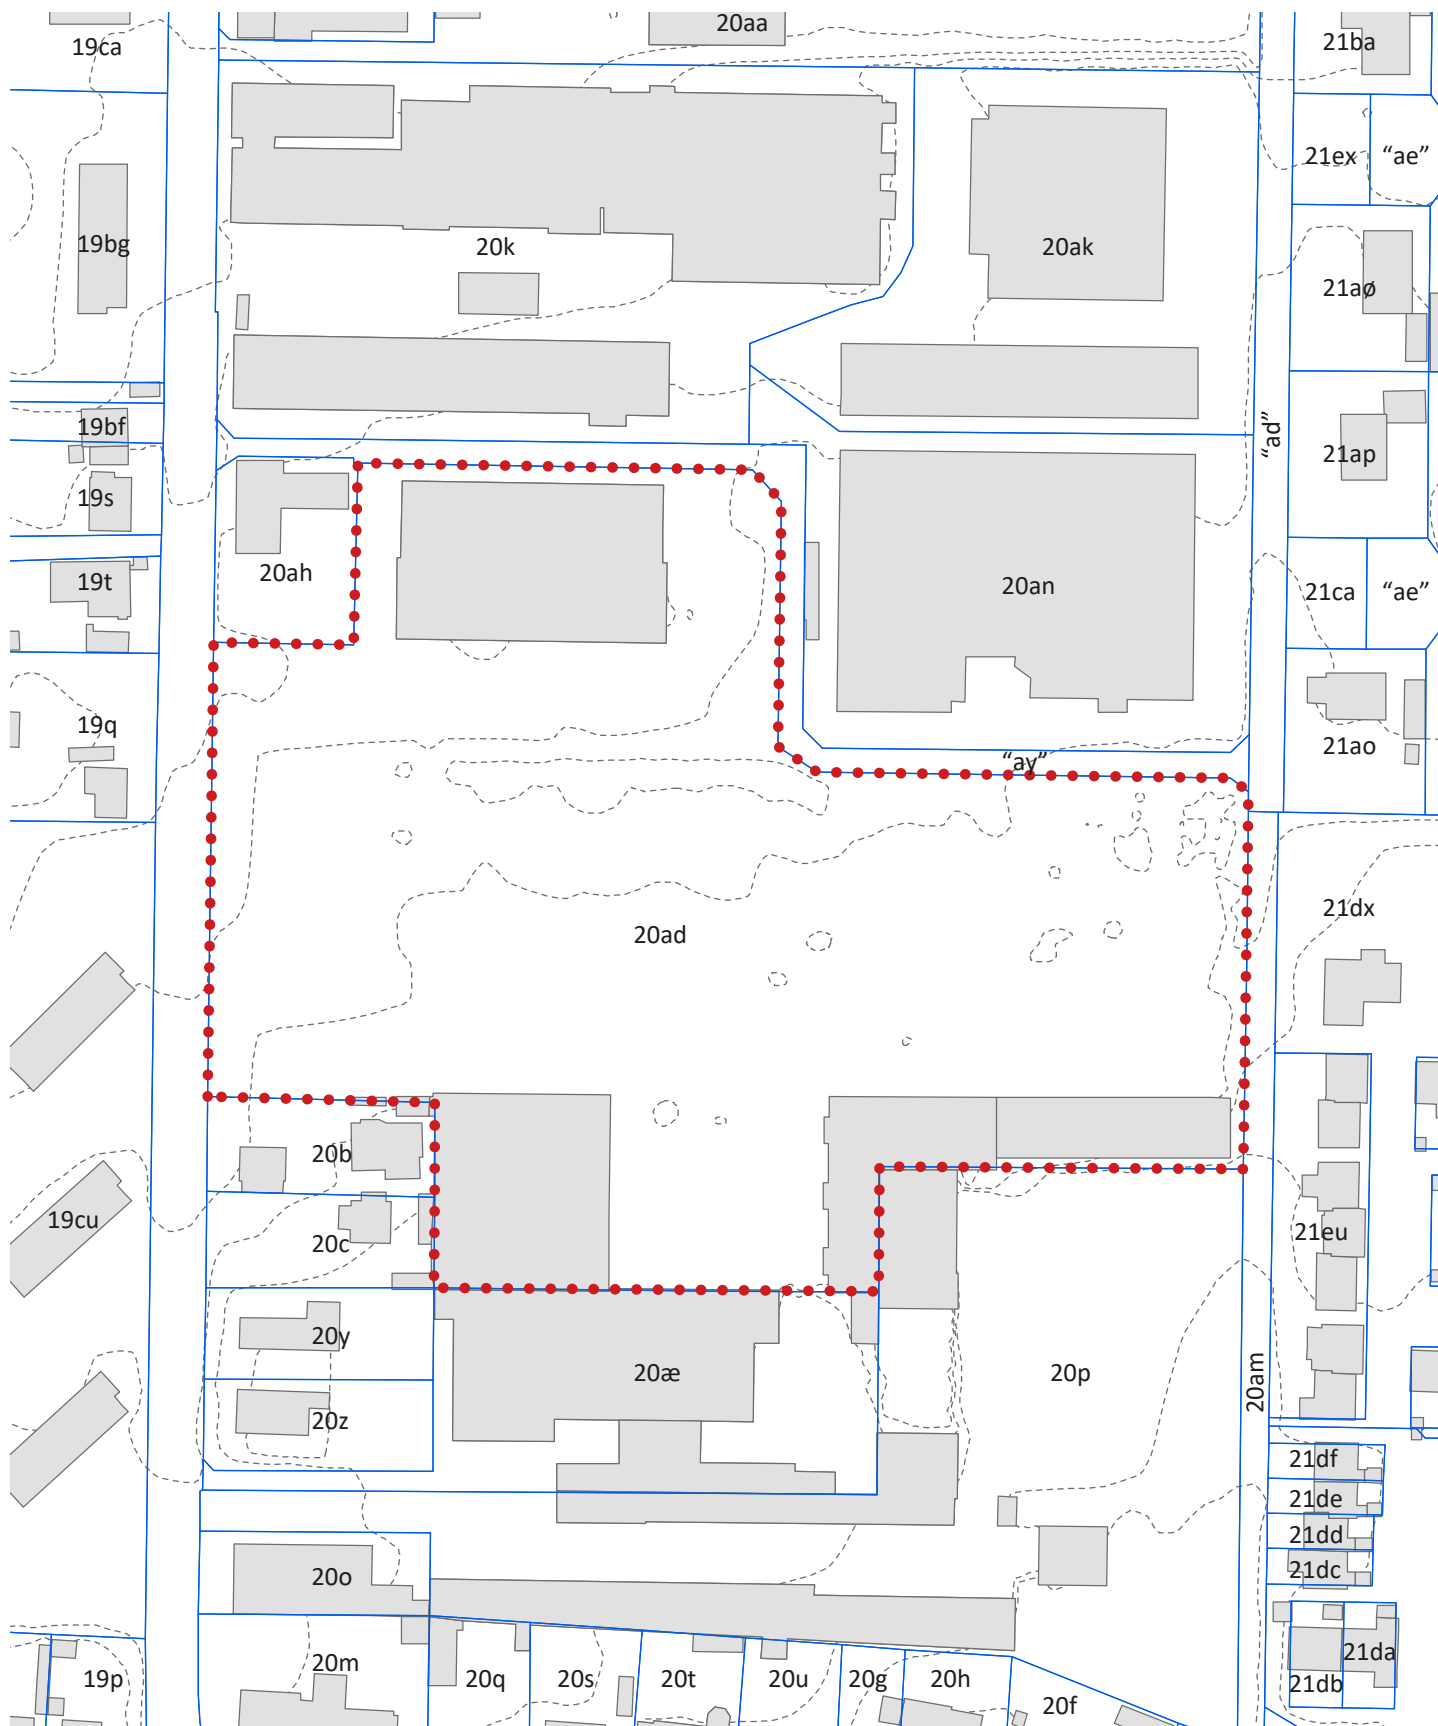 20aa
19ca
21ba
21ex
“ae”
19bg
20k
20ak
21aø
19bf
“ad”
21ap
19s
20ah
19t
20an
21ca
“ae”
19q
21ao
“ay”
21dx
20ad
20b
19cu
20c
21eu
20y
20æ
20p
20am
20z
21df
21de
21dd
20o
21dc
20m
21da
19p
20q
20s
20t
20u
20g
20h
21db
20f